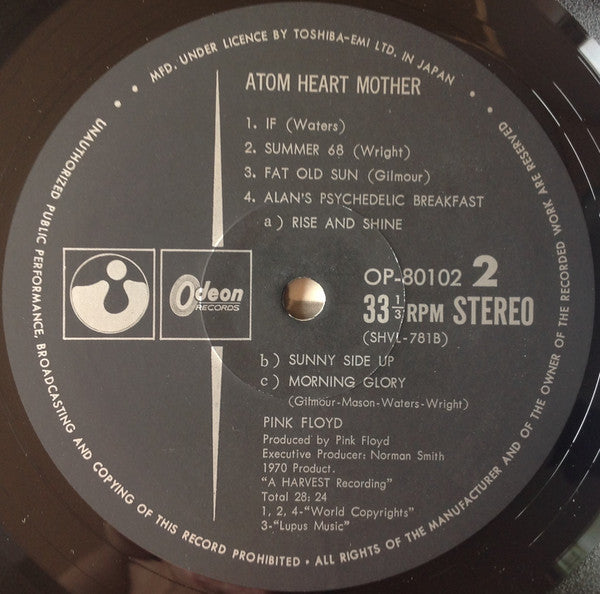 MFD. UNDER LICENCE BY TOSHIBA-EMI LTD. IN JAPAN
ATOM HEART MOTHER
1. IF (Waters)
2. SUMMER 68 (Wright)
3. FAT OLD SUN (Gilmour)
4. ALAN'S PSYCHEDELIC BREAKFAST
a) RISE AND SHINE
Odeon
RECORDS
OP-80102 2
33 1/3 RPM STEREO
(SHVL-781B)
b) SUNNY SIDE UP
c) MORNING GLORY
(Gilmour-Mason-Waters-Wright)
PINK FLOYD
Produced by Pink Floyd
Executive Producer: Norman Smith
1970 Product.
"A HARVEST Recording"
Total 28: 24
1, 2, 4-"World Copyrights"
3-"Lupus Music"
UNAUTHORIZED PUBLIC PERFORMANCE, BROADCASTING AND COPYING OF THIS RECORD PROHIBITED • ALL RIGHTS OF THE MANUFACTURER AND OF THE OWNER OF THE RECORDED WORK ARE RESERVED